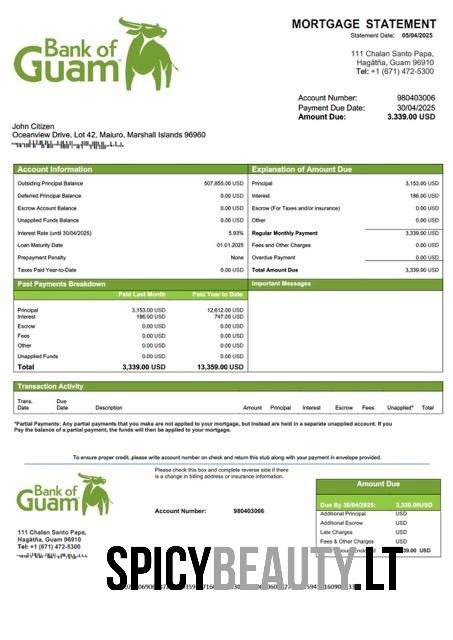 Bank of
Guam
MORTGAGE STATEMENT
Statement Date: 05/04/2025
111 Chalan Santo Papa,
Hagåtña, Guam 96910
Tel: +1 (671) 472-5300
Account Number: 980403006
Payment Due Date: 30/04/2025
Amount Due: 3.339.00USD
John Citizen
Oceanview Drive, Lot 42, Majuro, Marshall Islands 96960
Account Information
Outsiding Principal Balance 507,855.00 USD
Deferred Principal Balance 0.00 USD
Escrow Account Balance 0.00 USD
Unapplied Funds Balance 0.00 USD
Interest Rate (until 30/04/2025) 5.93%
Loan Maturity Date 01.01.2025
Prepayment Penalty None
Taxes Paid Year-to-Date 0.00 USD
Explanation of Amount Due
Principal 3,153.00 USD
Interest 186.00 USD
Escrow (For Taxes and/or insurance) 0.00 USD
Other 0.00 USD
Regular Monthly Payment 3,339.00 USD
Fees and Other Charges 0.00 USD
Overdue Payment 0.00 USD
Total Amount Due 3,339.00 USD
Past Payments Breakdown
Paid Last Month Paid Year to Date
Principal 3,153.00 USD 12,612.00 USD
Interest 186.00 USD 747.00 USD
Escrow 0.00 USD 0.00 USD
Fees 0.00 USD 0.00 USD
Other 0.00 USD 0.00 USD
Unapplied Funds 0.00 USD 0.00 USD
Total 3,339.00 USD 13,359.00 USD
Important Messages
Transaction Activity
Trans. Date Due Date Description Amount Principal Interest Escrow Fees Unapplied* Total
*Partial Payments: Any partial payments that you make are not applied to your mortgage, but instead are held in a separate unapplied account. If you
Pay the balance of a partial payment, the funds will then be applied to your mortgage.
To ensure proper credit, please write account number on check and return this stub along with your payment in envelope provided.
Bank of
Guam
Please check this box and complete reverse side if there
is a change in billing address or insurance information.
Account Number: 980403006
111 Chalan Santo Papa,
Hagåtña, Guam 96910
Tel: +1 (671) 472-5300
Amount Due
Due By 30/04/2025: 3,339.00USD
Additional Principal USD
Additional Escrow USD
Late Charges USD
Fees & Other Charges USD
SPICYBEAUTY.LT